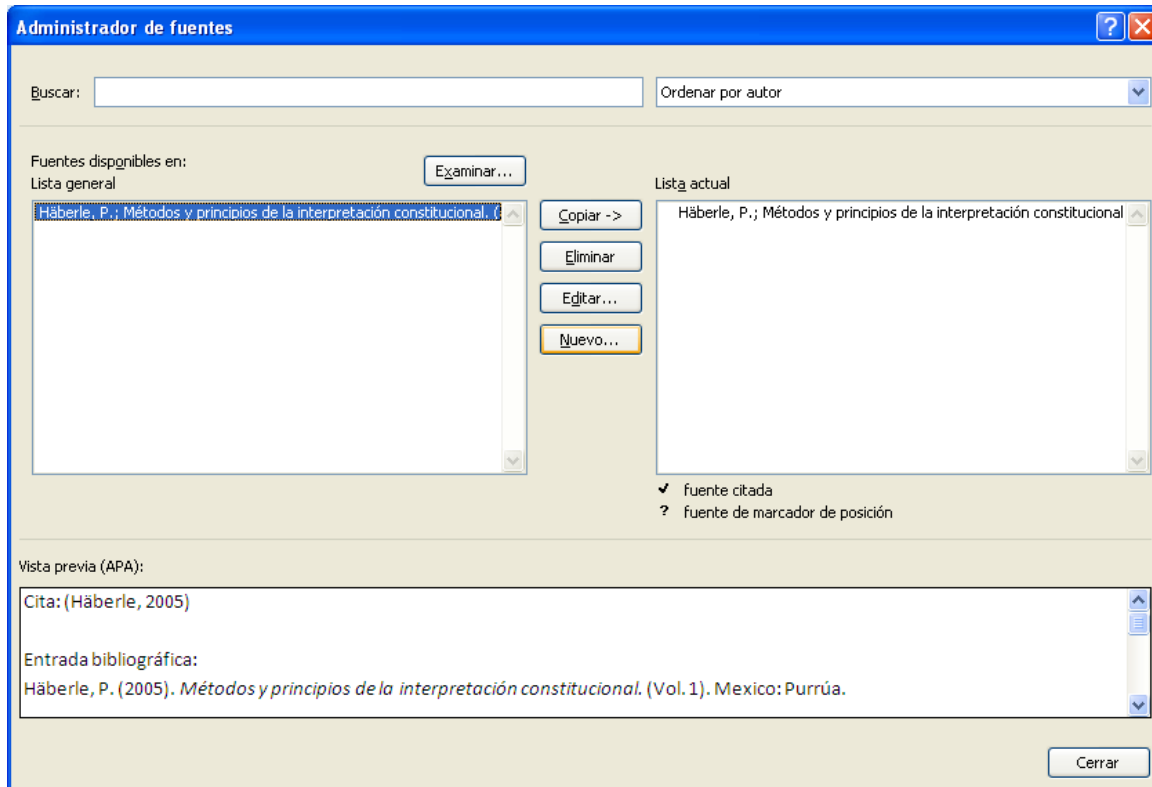 Administrador de fuentes
Buscar:
Ordenar por autor
Fuentes disponibles en:
Lista general
Examinar...
Lista actual
Häberle, P.; Métodos y principios de la interpretación constitucional. (
Copiar ->
Häberle, P.; Métodos y principios de la interpretación constitucional
Eliminar
Editar...
Nuevo...
✓ fuente citada
? fuente de marcador de posición
Vista previa (APA):
Cita: (Häberle, 2005)
Entrada bibliográfica:
Häberle, P. (2005). Métodos y principios de la interpretación constitucional. (Vol. 1). Mexico: Purrúa.
Cerrar